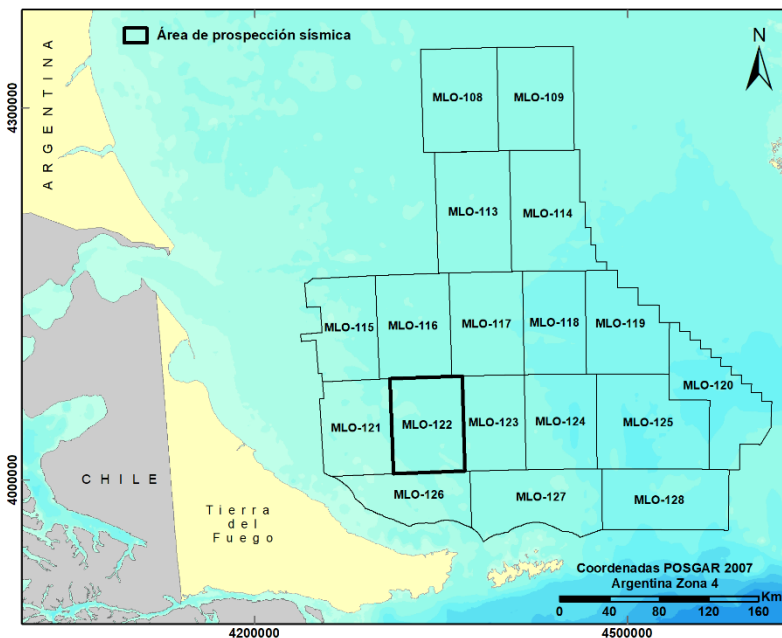 Área de prospección sísmica
N
ARGENTINA
4300000
4000000
MLO-108
MLO-109
MLO-113
MLO-114
MLO-115
MLO-116
MLO-117
MLO-118
MLO-119
MLO-120
MLO-121
MLO-122
MLO-123
MLO-124
MLO-125
MLO-126
MLO-127
MLO-128
CHILE
Tierra
del
Fuego
Coordenadas POSGAR 2007
Argentina Zona 4
Km
0 40 80 120 160
4200000
4500000